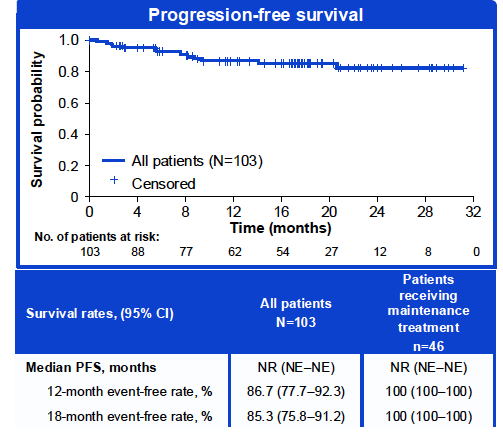 Progression-free survival
Survival probability
1.0
0.8
0.6
0.4
0.2
0
All patients (N=103)
+ Censored
0 4 8 12 16 20 24 28 32
Time (months)
No. of patients at risk:
103 88 77 62 54 27 12 8 0
Survival rates, (95% CI)
All patients
N=103
Patients
receiving
maintenance
treatment
n=46
Median PFS, months NR (NE–NE) NR (NE–NE)
12-month event-free rate, % 86.7 (77.7–92.3) 100 (100–100)
18-month event-free rate, % 85.3 (75.8–91.2) 100 (100–100)